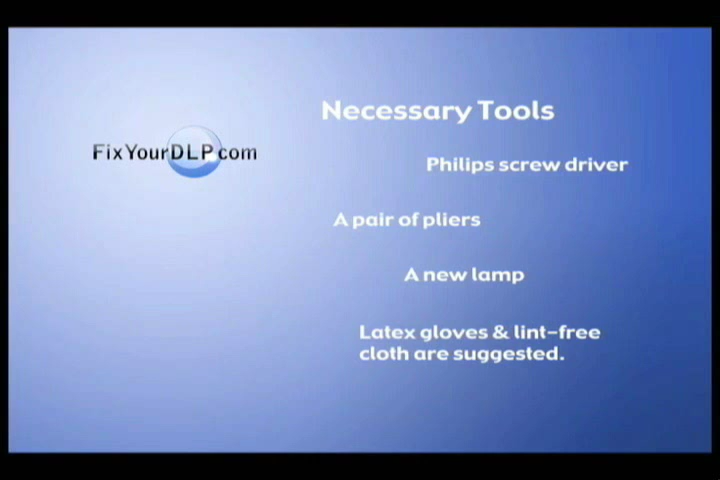 Necessary Tools
FixYourDLP.com
Philips screw driver
A pair of pliers
A new lamp
Latex gloves & lint-free
cloth are suggested.